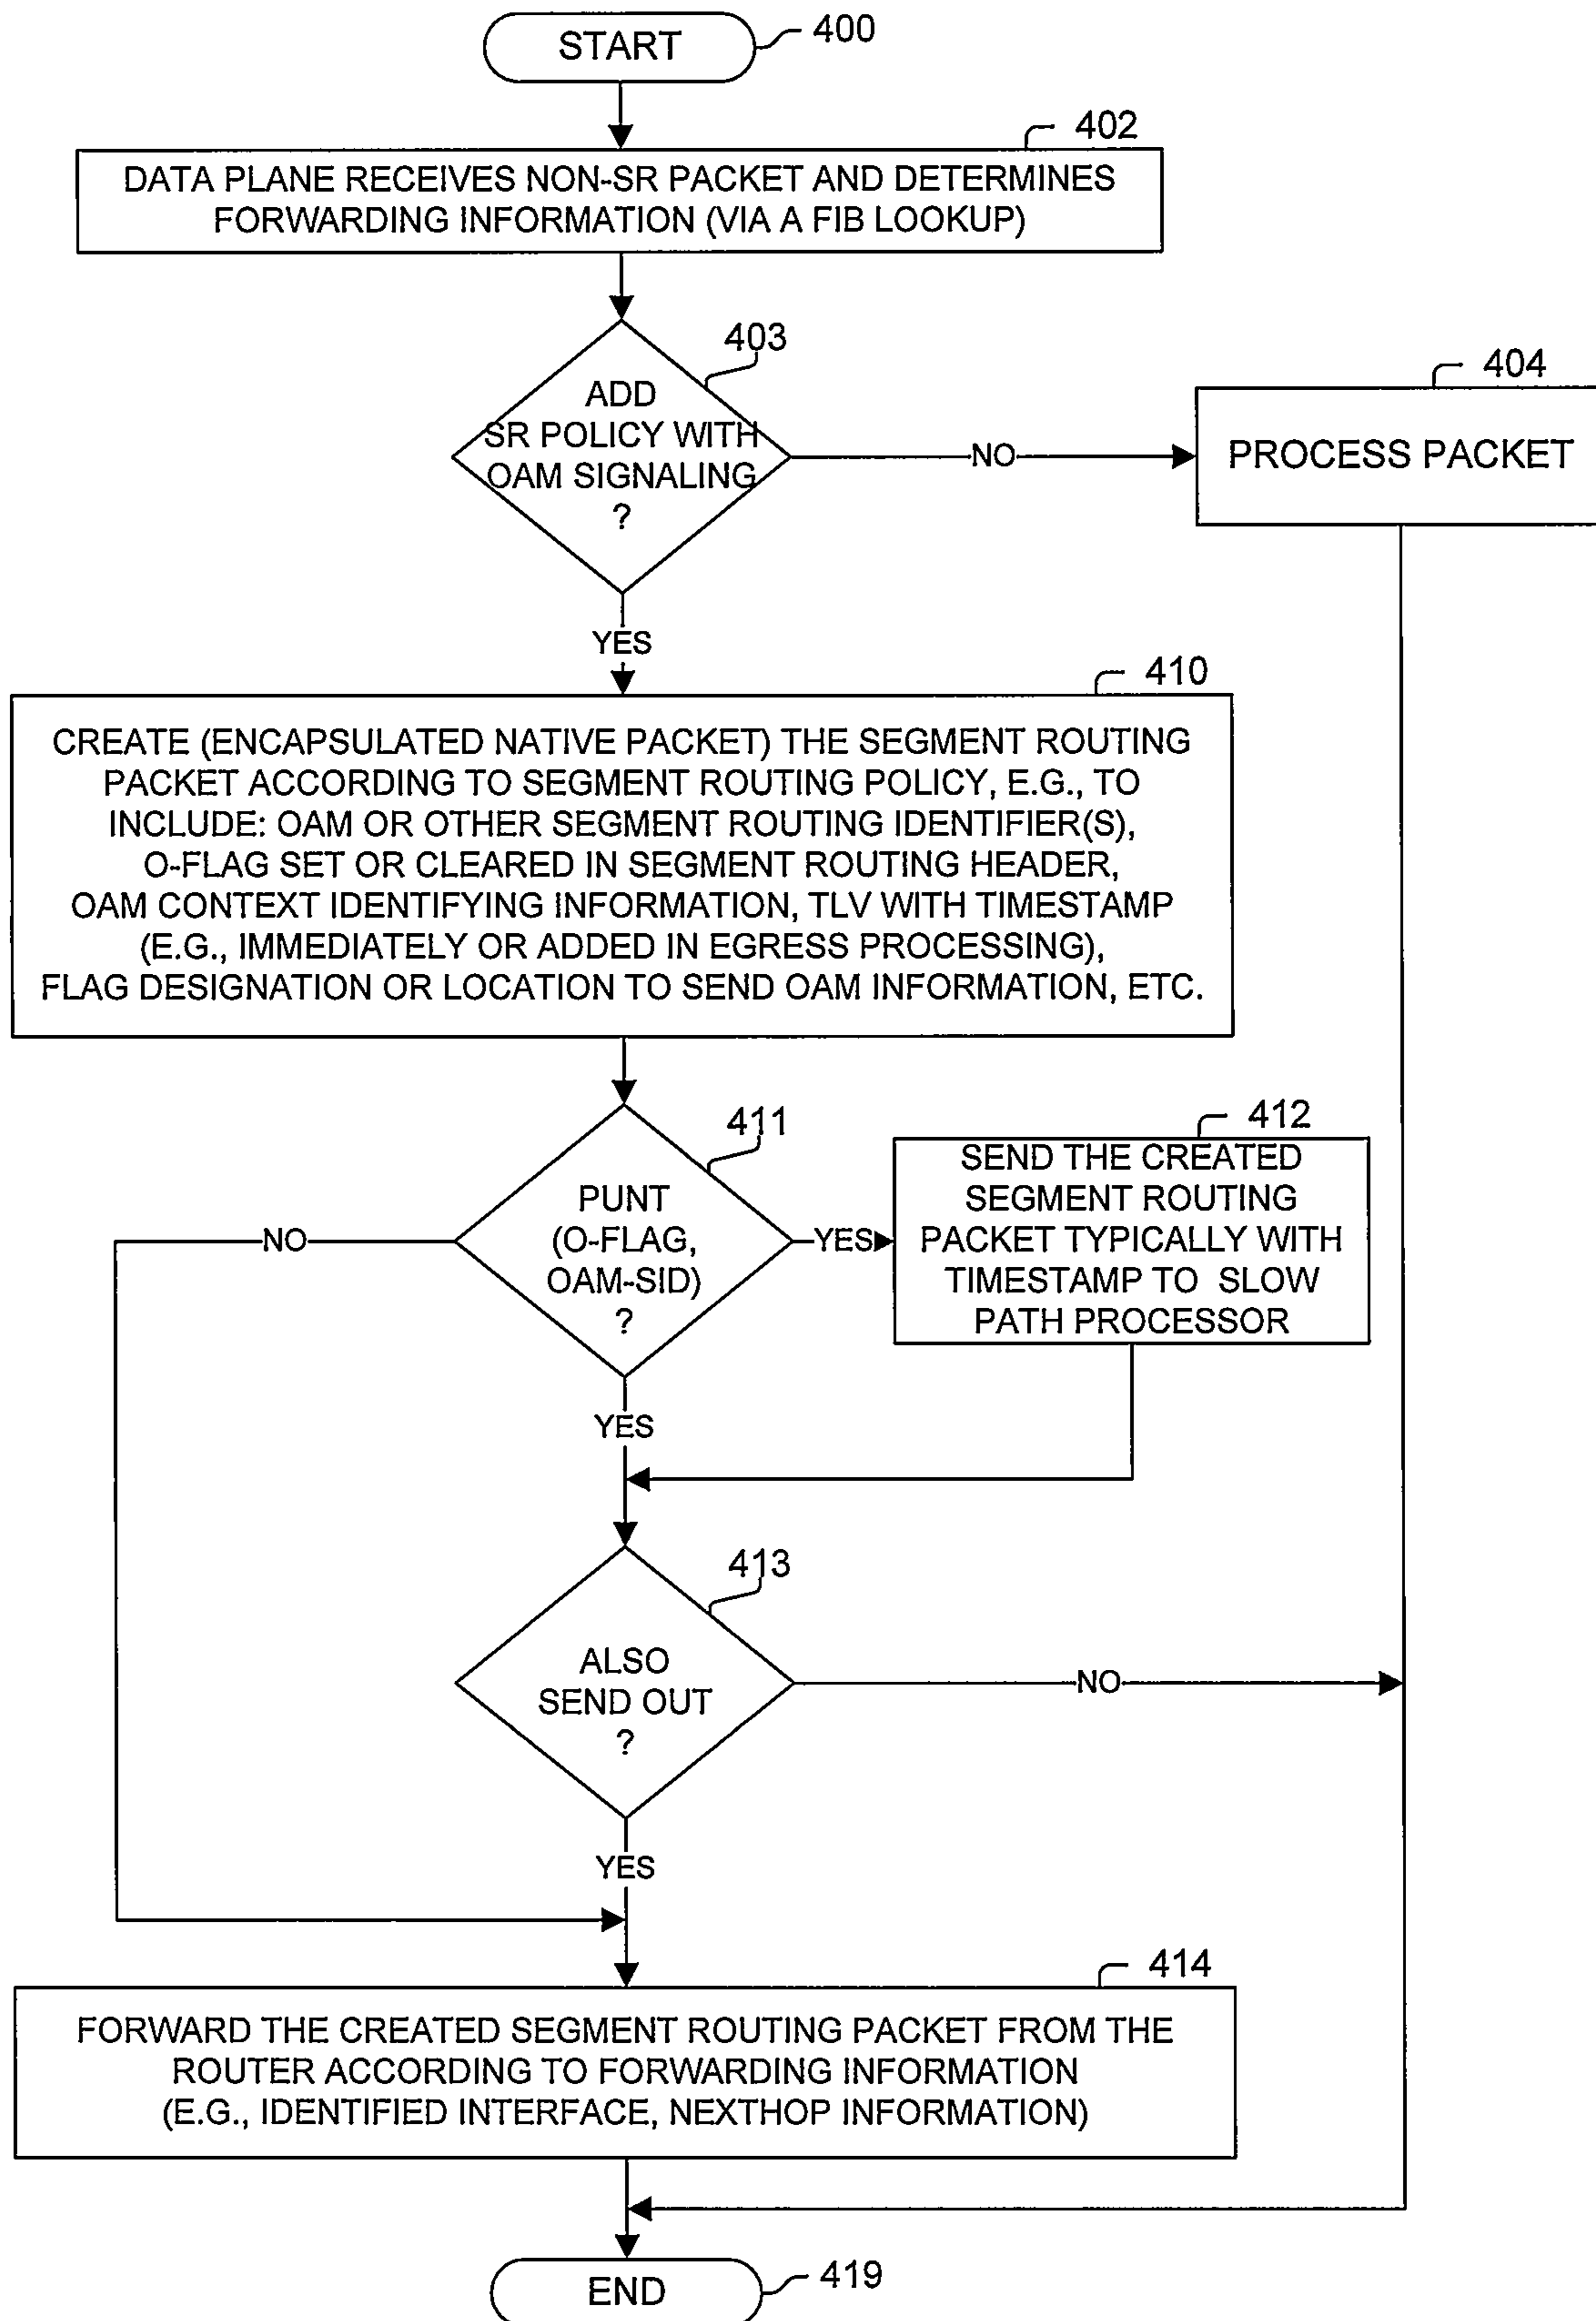 START
400
402
DATA PLANE RECEIVES NON-SR PACKET AND DETERMINES
FORWARDING INFORMATION (VIA A FIB LOOKUP)
403
ADD
SR POLICY WITH
OAM SIGNALING
?
NO
404
PROCESS PACKET
YES
410
CREATE (ENCAPSULATED NATIVE PACKET) THE SEGMENT ROUTING
PACKET ACCORDING TO SEGMENT ROUTING POLICY, E.G., TO
INCLUDE: OAM OR OTHER SEGMENT ROUTING IDENTIFIER(S),
O-FLAG SET OR CLEARED IN SEGMENT ROUTING HEADER,
OAM CONTEXT IDENTIFYING INFORMATION, TLV WITH TIMESTAMP
(E.G., IMMEDIATELY OR ADDED IN EGRESS PROCESSING),
FLAG DESIGNATION OR LOCATION TO SEND OAM INFORMATION, ETC.
411
PUNT
(O-FLAG,
OAM-SID)
?
NO
YES
412
SEND THE CREATED
SEGMENT ROUTING
PACKET TYPICALLY WITH
TIMESTAMP TO SLOW
PATH PROCESSOR
YES
413
ALSO
SEND OUT
?
NO
YES
414
FORWARD THE CREATED SEGMENT ROUTING PACKET FROM THE
ROUTER ACCORDING TO FORWARDING INFORMATION
(E.G., IDENTIFIED INTERFACE, NEXTHOP INFORMATION)
END
419